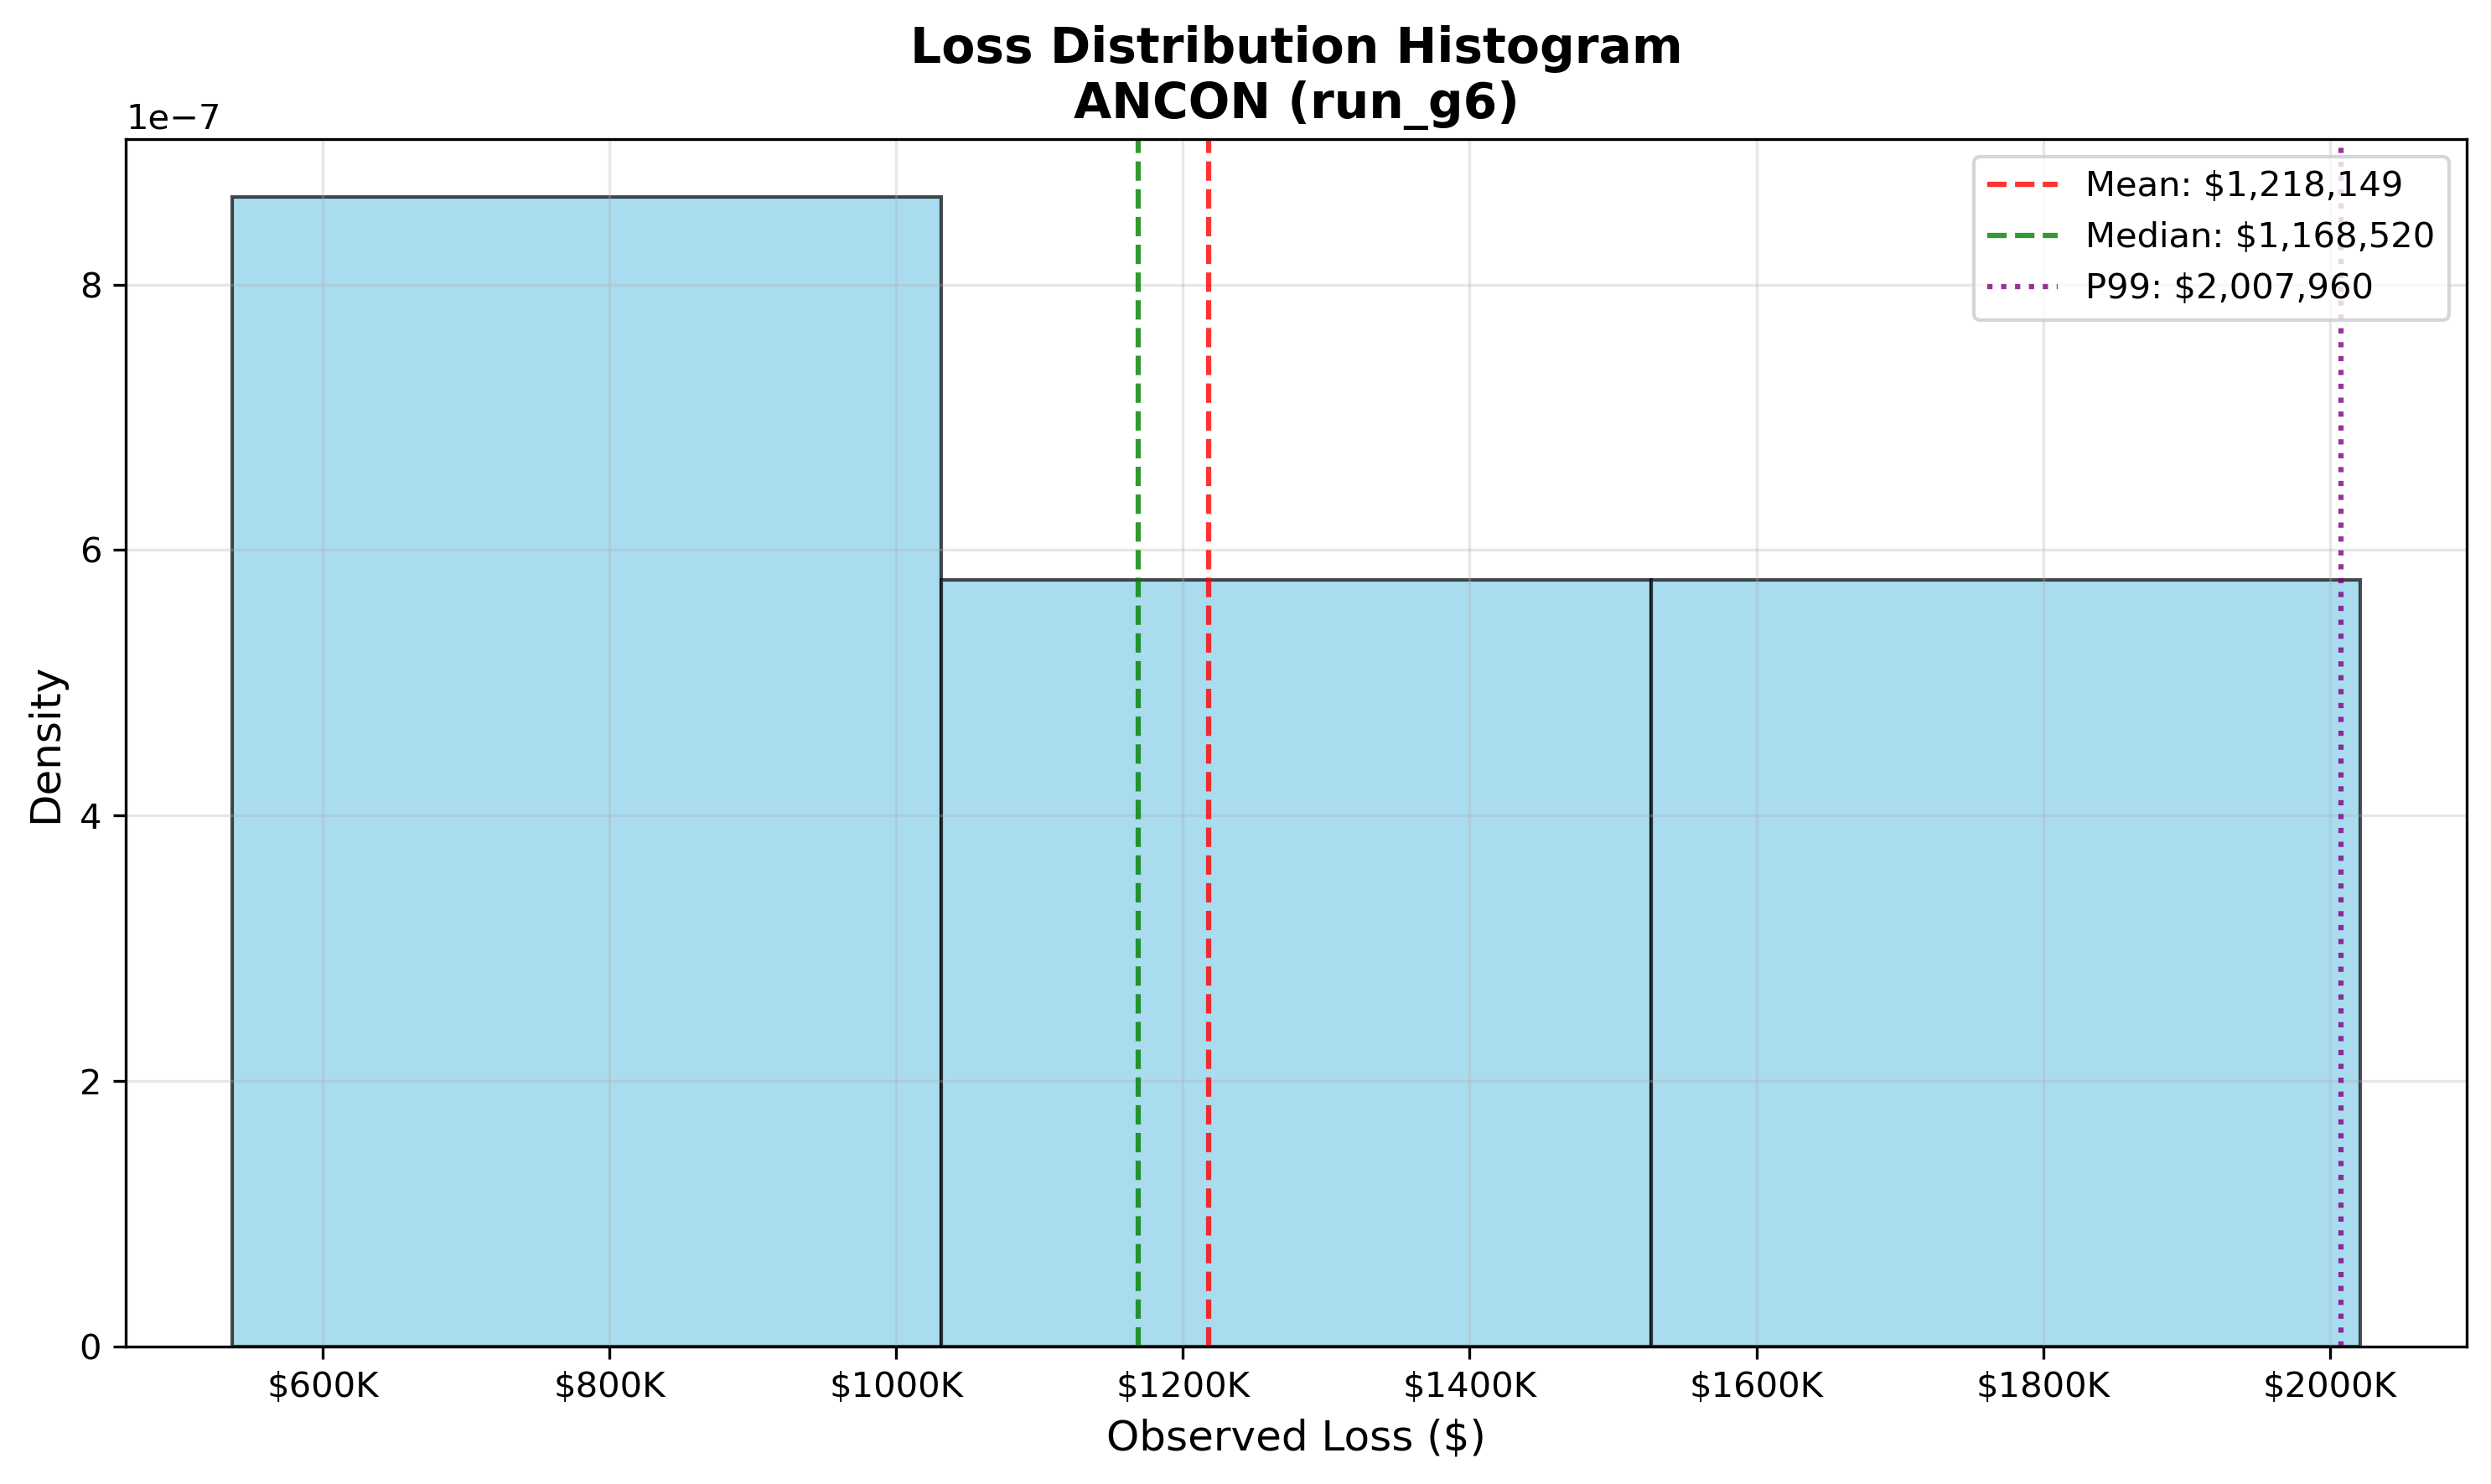 Loss Distribution Histogram
ANCON (run_g6)
1e−7
Mean: $1,218,149
Median: $1,168,520
P99: $2,007,960
8
6
4
2
0
Density
$600K $800K $1000K $1200K $1400K $1600K $1800K $2000K
Observed Loss ($)